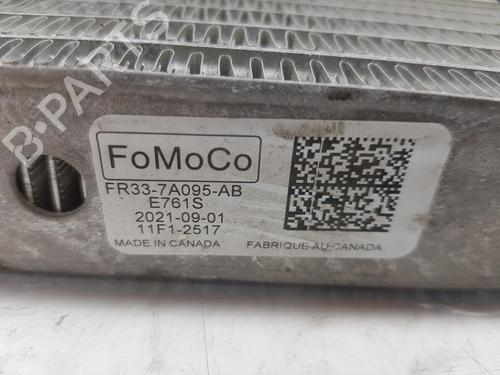 B-PARTS
FoMoCo
FR33-7A095-AB
E761S
2021-09-01
11F1-2517
MADE IN CANADA FABRIQUE AU CANADA